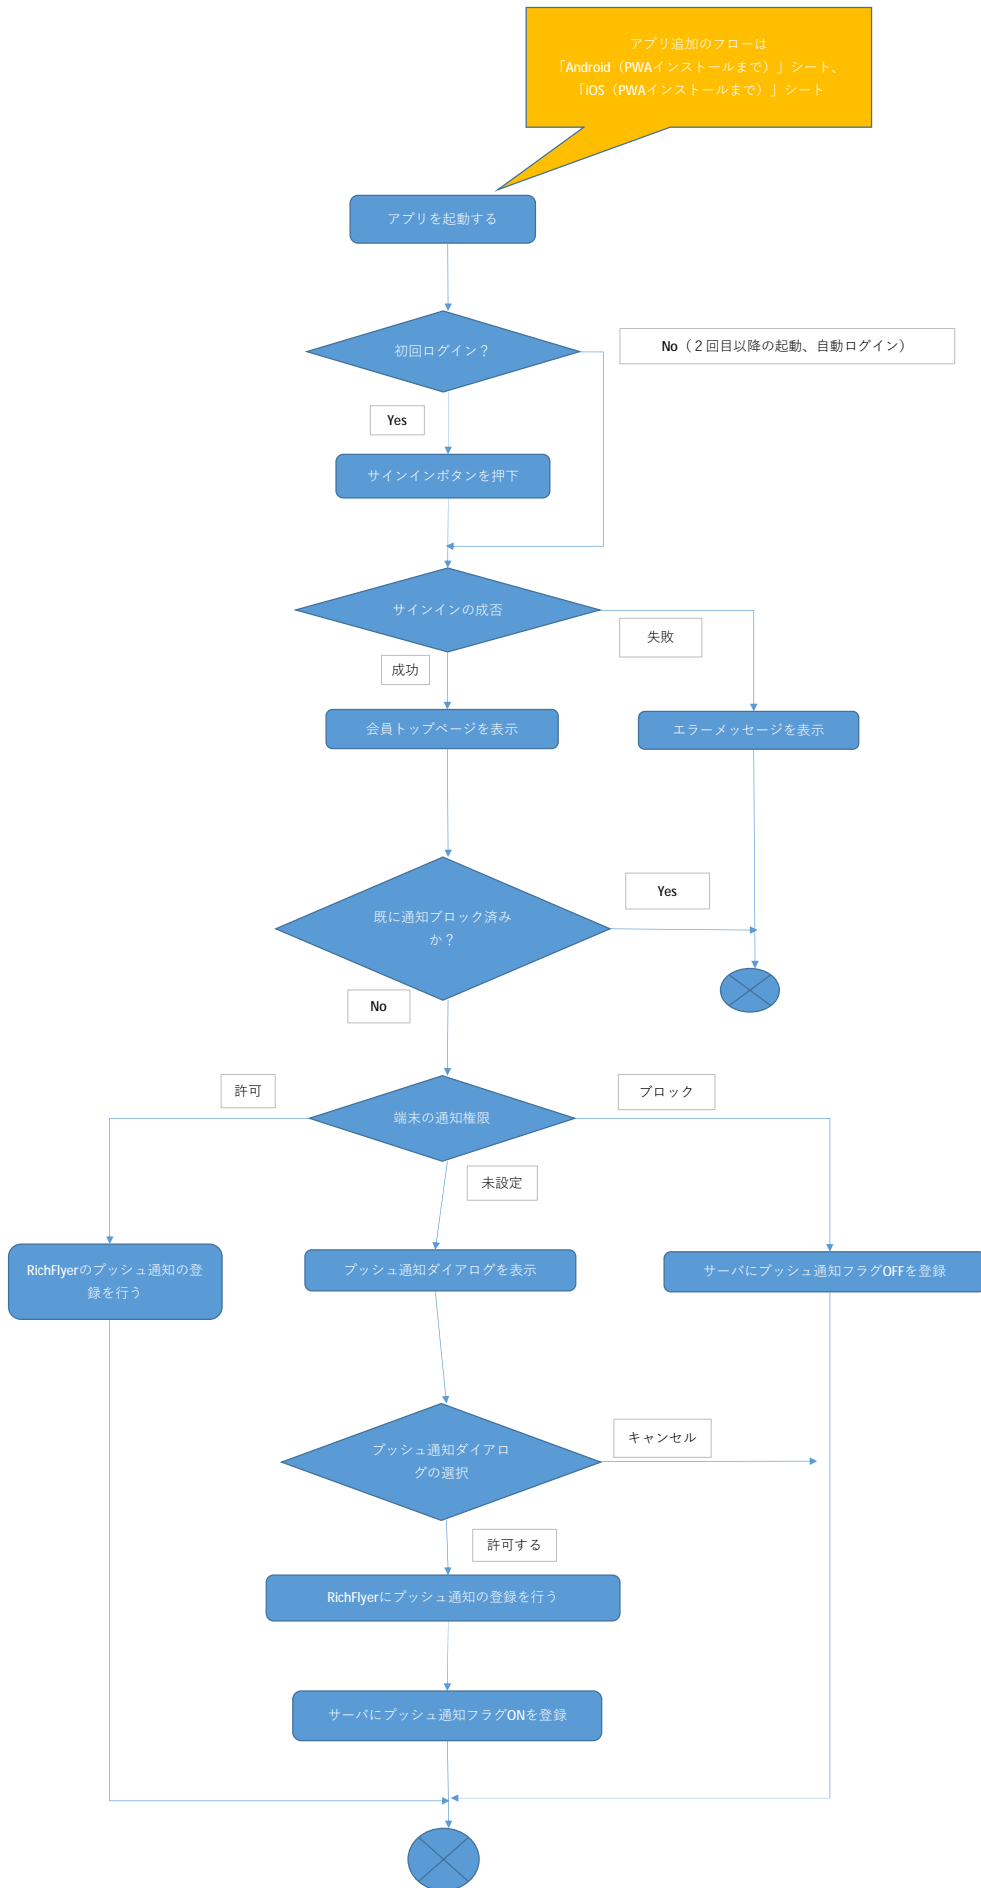 アプリ追加のフローは
「Android（PWAインストールまで）」シート、
「iOS（PWAインストールまで）」シート
アプリを起動する
初回ログイン？
No（２回目以降の起動、自動ログイン）
Yes
サインインボタンを押下
サインインの成否
失敗
成功
会員トップページを表示
エラーメッセージを表示
既に通知ブロック済み
か？
Yes
No
許可
端末の通知権限
ブロック
未設定
RichFlyerのプッシュ通知の登
録を行う
プッシュ通知ダイアログを表示
サーバにプッシュ通知フラグOFFを登録
プッシュ通知ダイアロ
グの選択
キャンセル
許可する
RichFlyerにプッシュ通知の登録を行う
サーバにプッシュ通知フラグONを登録